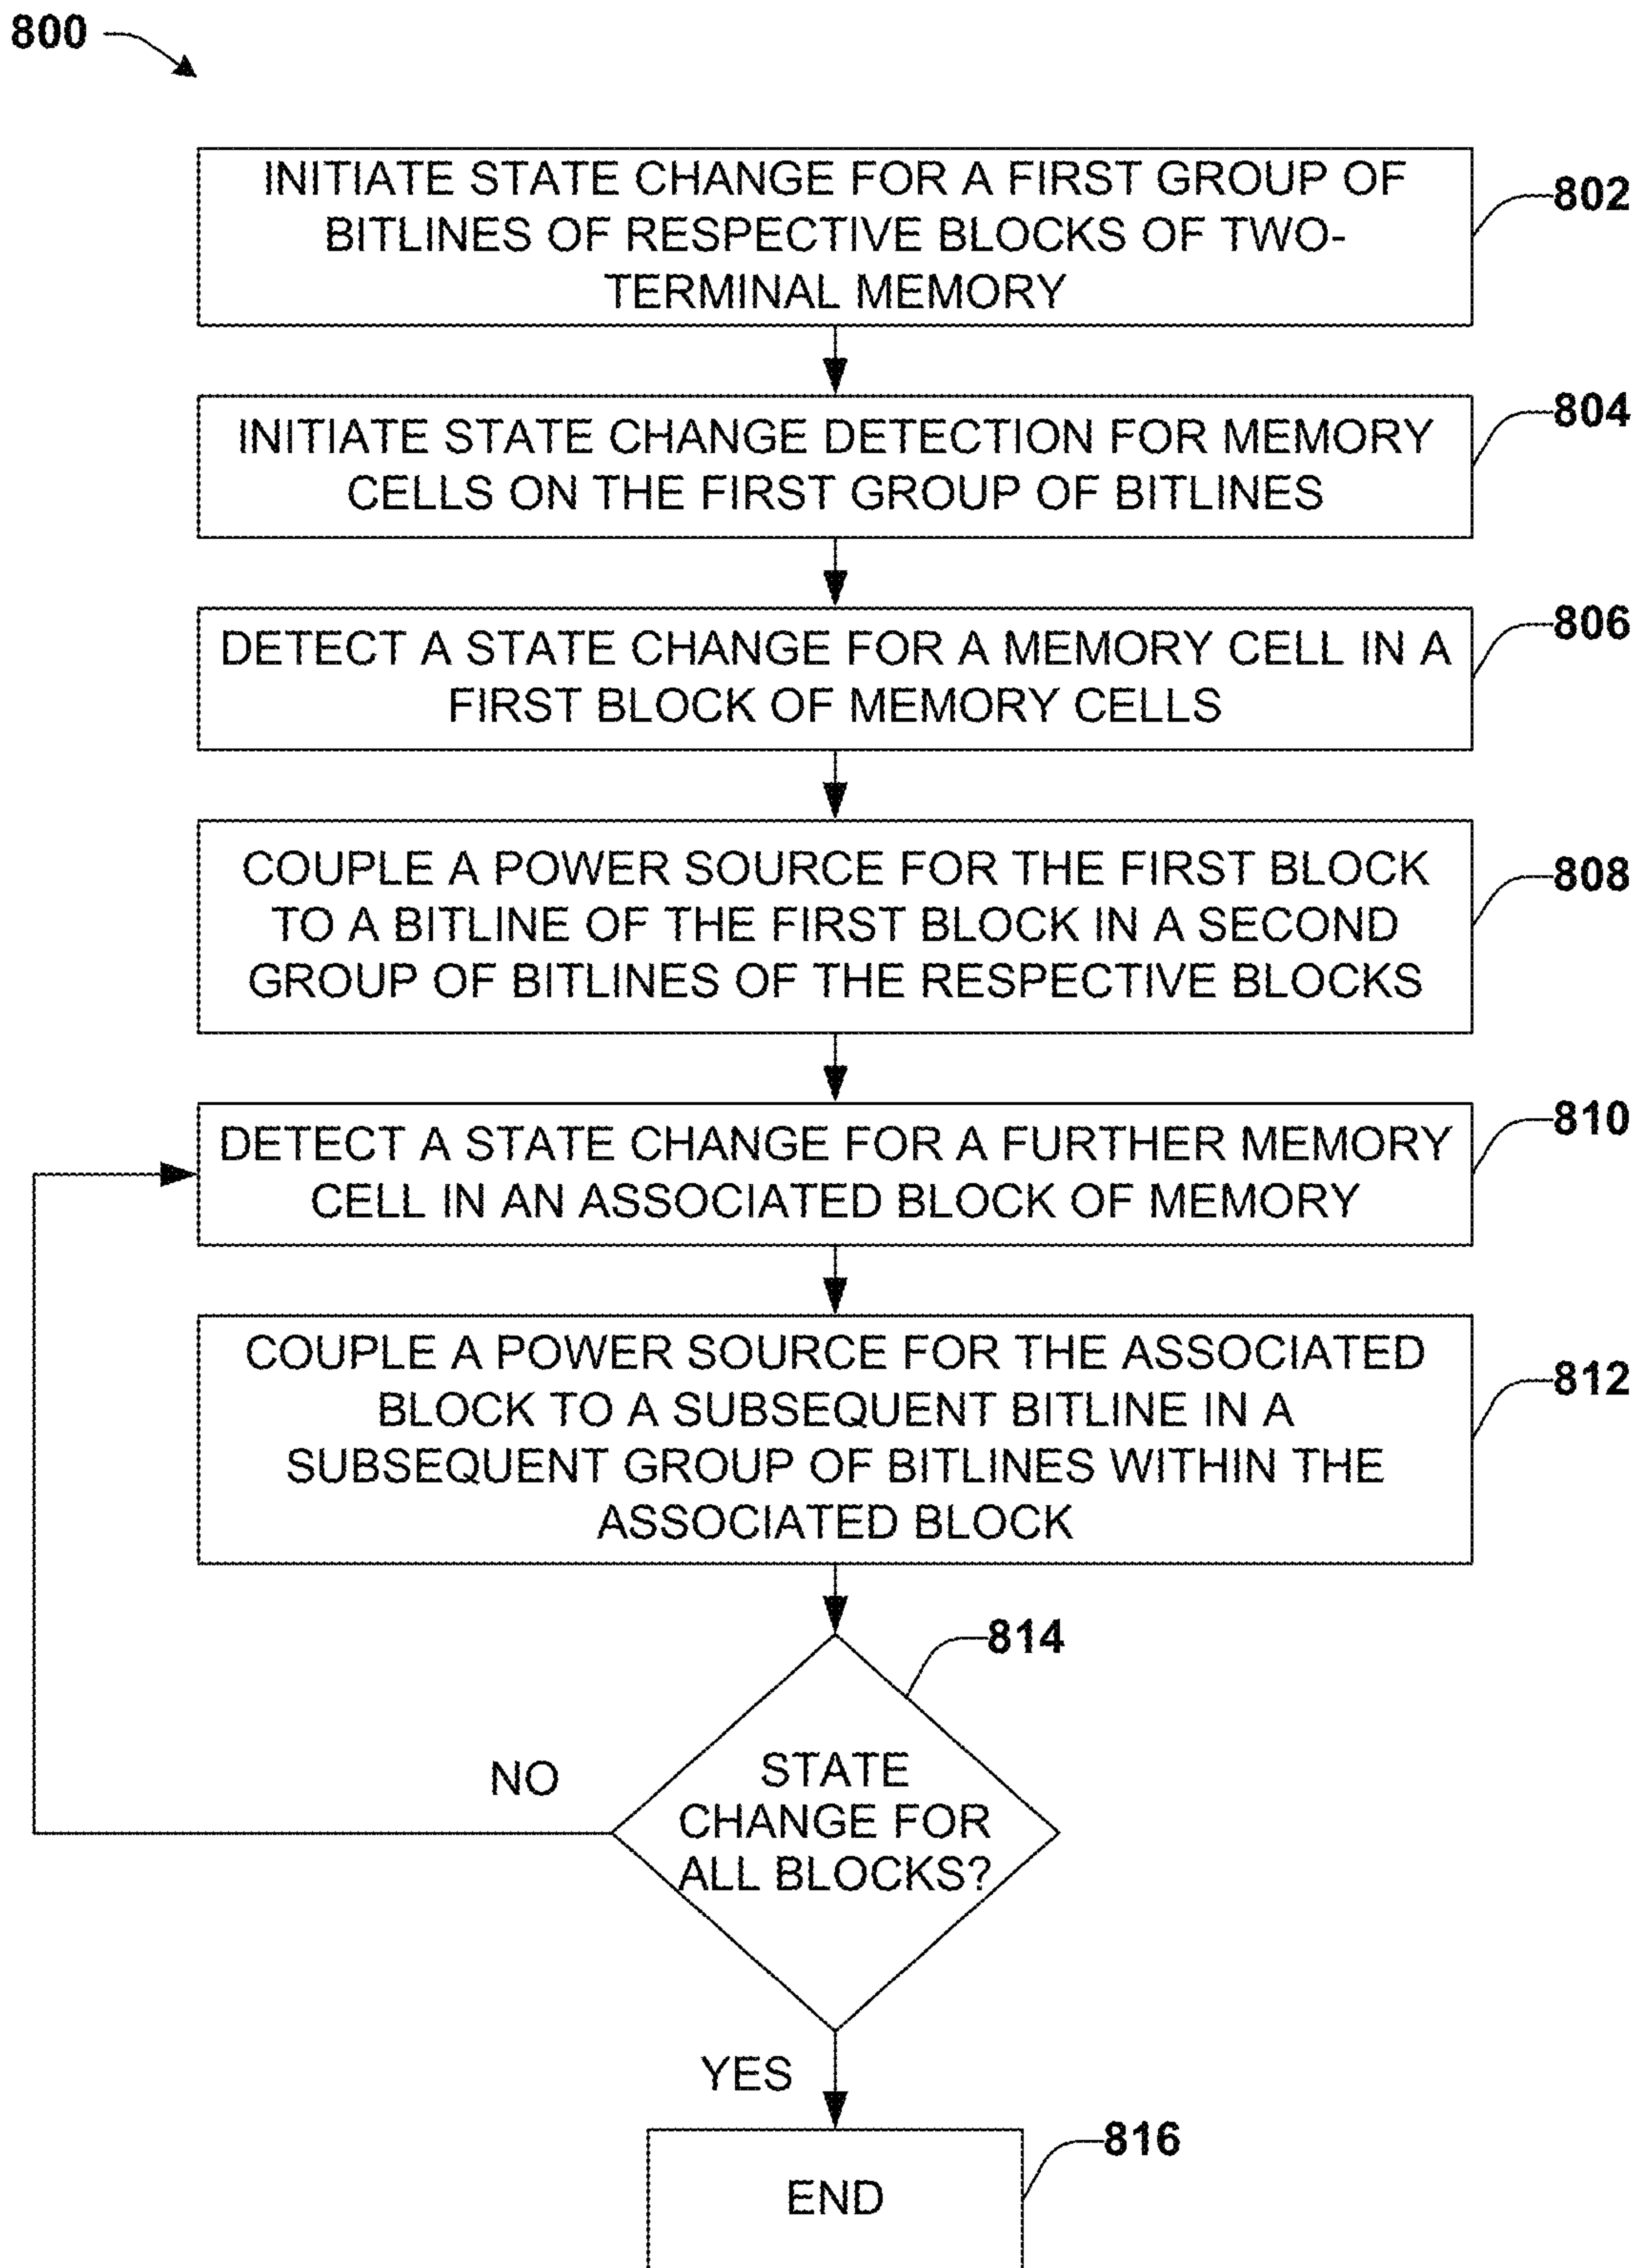 800
INITIATE STATE CHANGE FOR A FIRST GROUP OF
BITLINES OF RESPECTIVE BLOCKS OF TWO-
TERMINAL MEMORY
802
INITIATE STATE CHANGE DETECTION FOR MEMORY
CELLS ON THE FIRST GROUP OF BITLINES
804
DETECT A STATE CHANGE FOR A MEMORY CELL IN A
FIRST BLOCK OF MEMORY CELLS
806
COUPLE A POWER SOURCE FOR THE FIRST BLOCK
TO A BITLINE OF THE FIRST BLOCK IN A SECOND
GROUP OF BITLINES OF THE RESPECTIVE BLOCKS
808
DETECT A STATE CHANGE FOR A FURTHER MEMORY
CELL IN AN ASSOCIATED BLOCK OF MEMORY
810
COUPLE A POWER SOURCE FOR THE ASSOCIATED
BLOCK TO A SUBSEQUENT BITLINE IN A
SUBSEQUENT GROUP OF BITLINES WITHIN THE
ASSOCIATED BLOCK
812
814
STATE
CHANGE FOR
ALL BLOCKS?
NO
YES
816
END